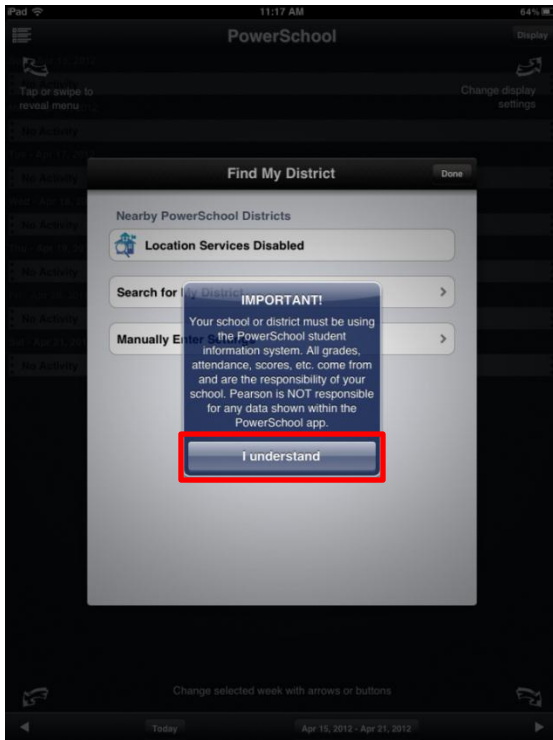 iPad 11:17 AM 64%
PowerSchool Display
Tap or swipe to
reveal menu
Change display
settings
No Activity
Find My District Done
No Activity
Nearby PowerSchool Districts
Location Services Disabled
No Activity
No Activity
Search for My District
IMPORTANT!
Your school or district must be using
the PowerSchool student
information system. All grades,
attendance, scores, etc. come from
and are the responsibility of your
school. Pearson is NOT responsible
for any data shown within the
PowerSchool app.
I understand
No Activity
Manually Enter Settings
No Activity
Change selected week with arrows or buttons
Today Apr 15, 2012 - Apr 21, 2012